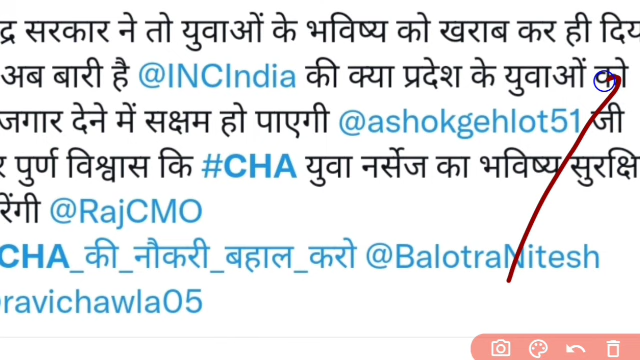 द्र सरकार ने तो युवाओं के भविष्य को खराब कर ही दिय
अब बारी है @INCIndia की क्या प्रदेश के युवाओं को
जगार देने में सक्षम हो पाएगी @ashokgehlot51 जी
र पुर्ण विश्वास कि #CHA युवा नर्सेज का भविष्य सुरक्षि
रेंगी @RajCMO
CHA_की_नौकरी_बहाल_करो @BalotraNitesh
ravichawla05